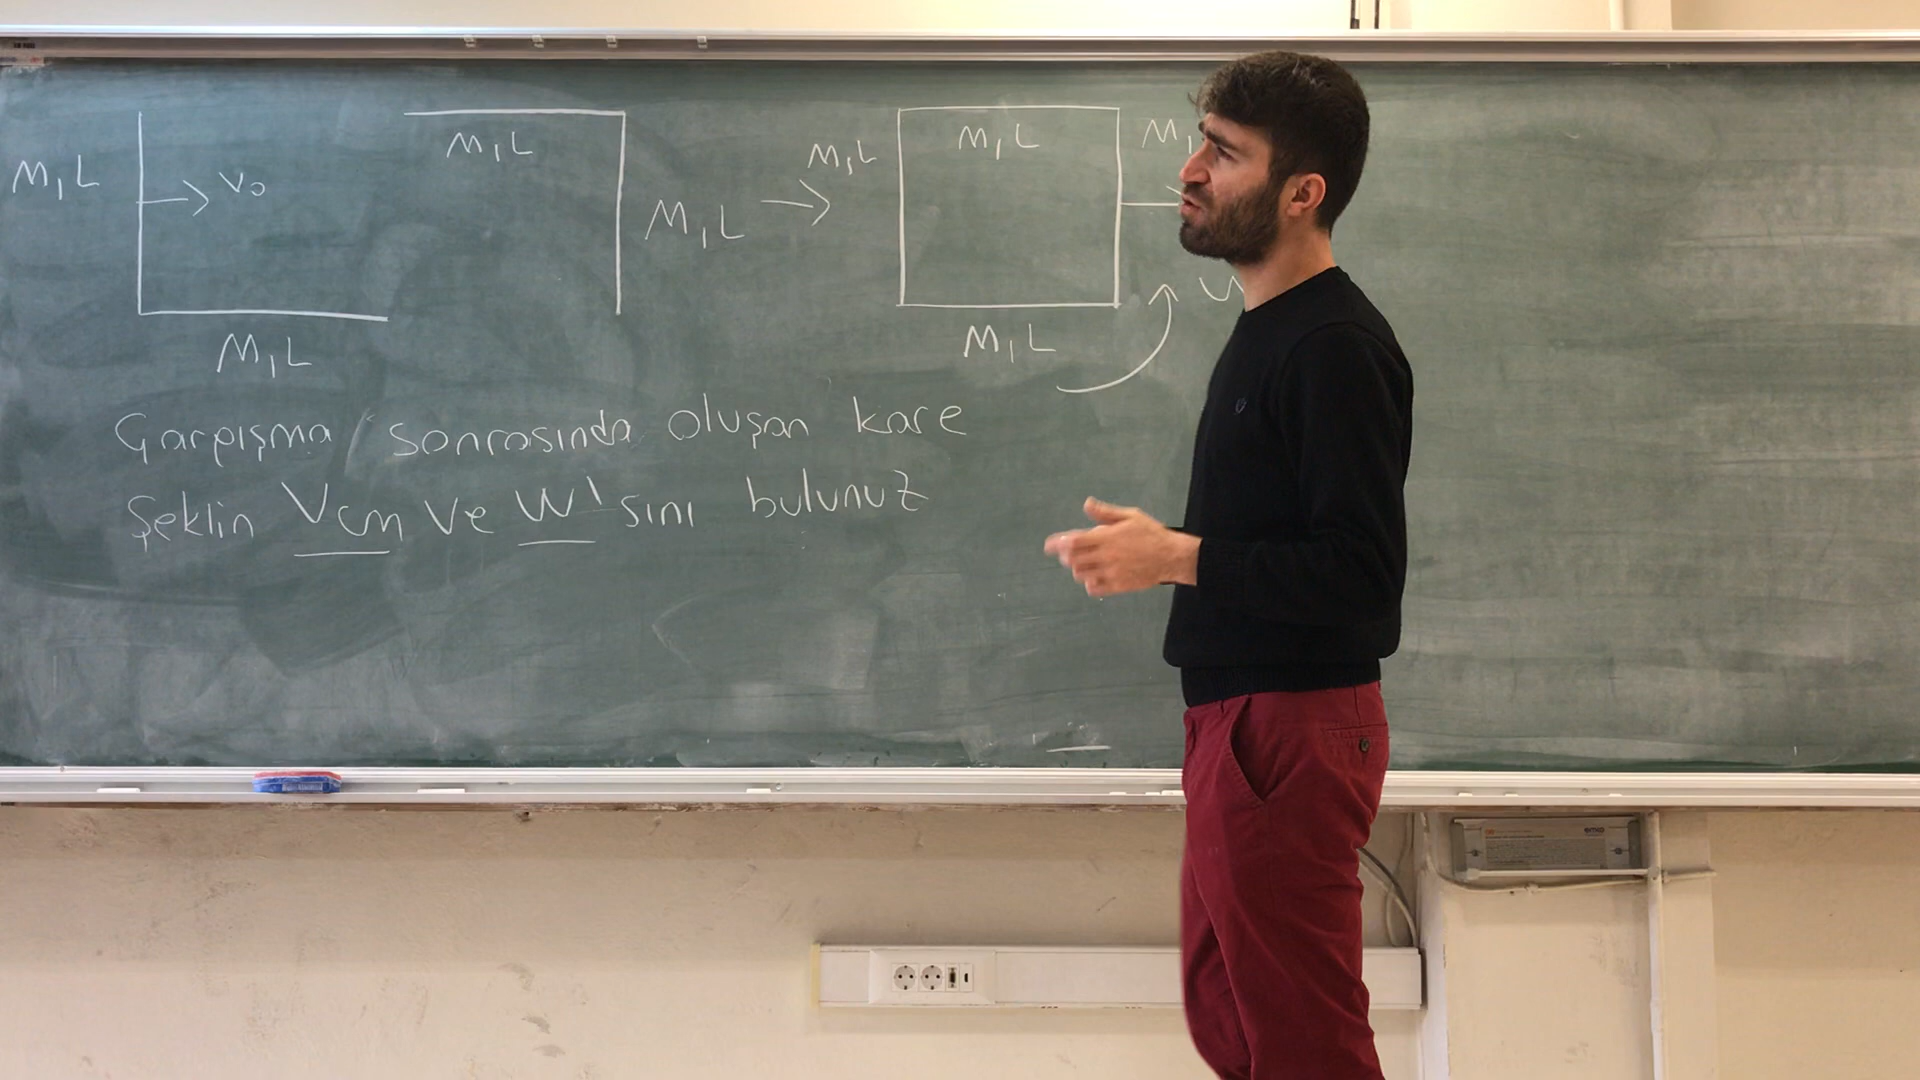 M,L
V₀
M,L
M,L
M,L
M,L
M,L
M,
M,L
W
Çarpışma sonrasında oluşan kare
Şeklin Vcm ve W'sını bulunuz